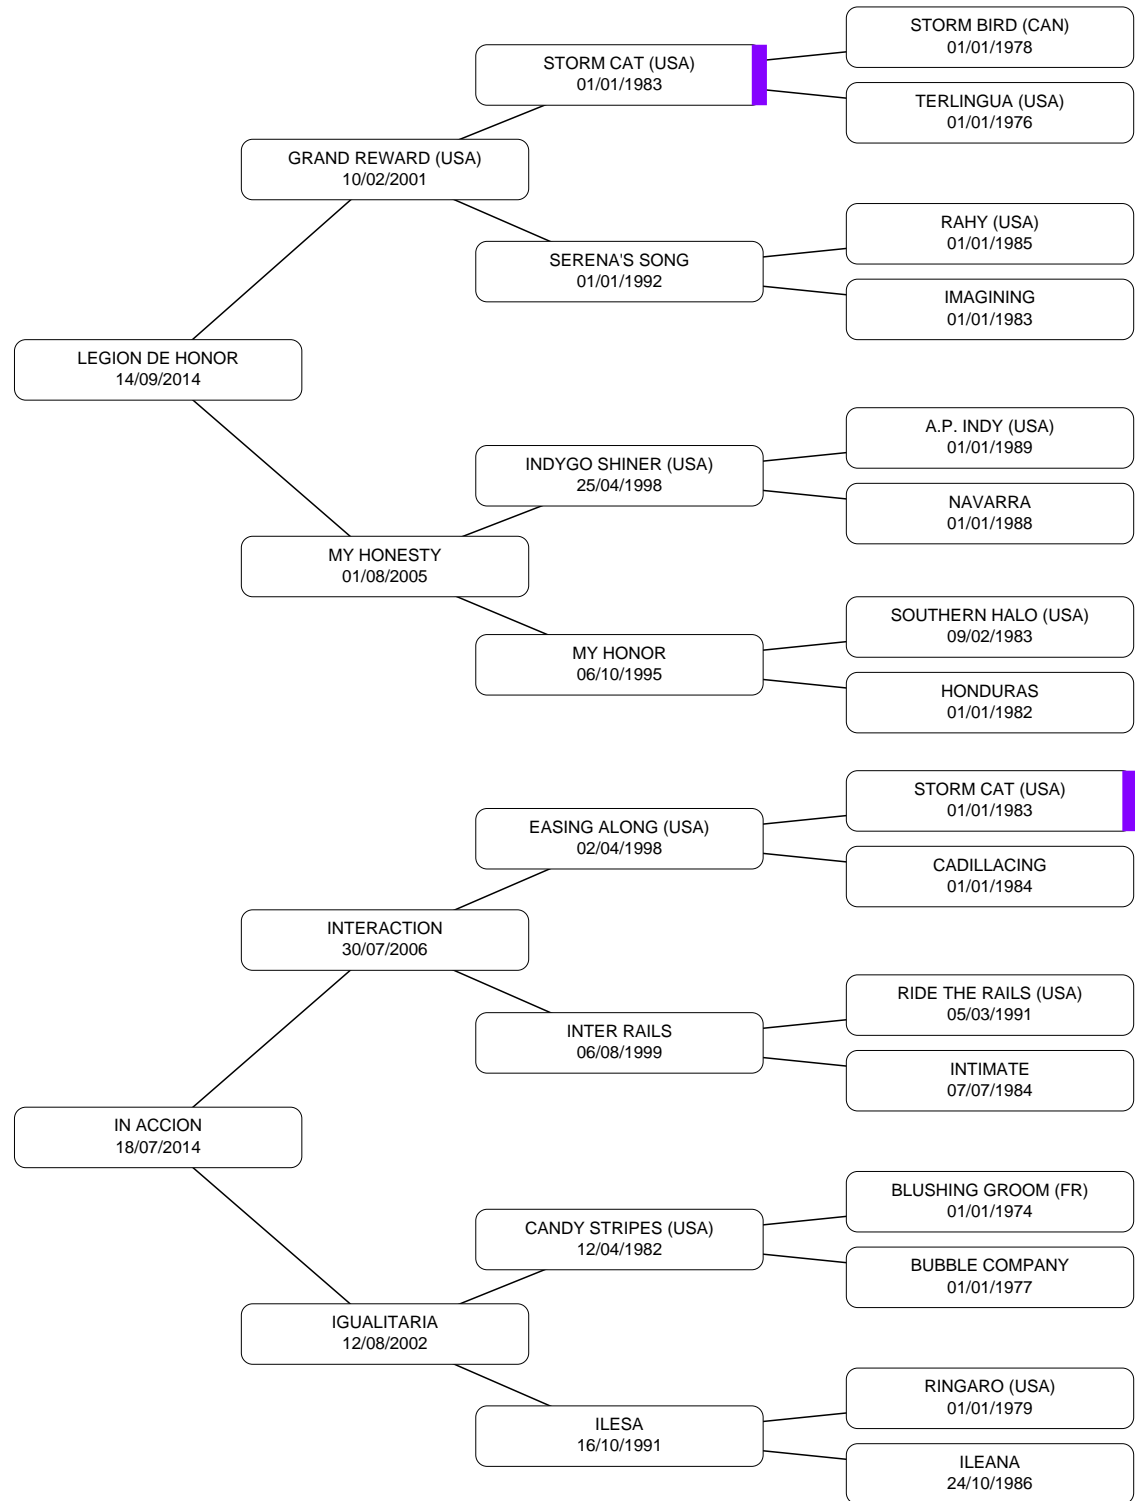 STORM BIRD (CAN)
01/01/1978
STORM CAT (USA)
01/01/1983
TERLINGUA (USA)
01/01/1976
GRAND REWARD (USA)
10/02/2001
RAHY (USA)
01/01/1985
SERENA'S SONG
01/01/1992
IMAGINING
01/01/1983
LEGION DE HONOR
14/09/2014
A.P. INDY (USA)
01/01/1989
INDYGO SHINER (USA)
25/04/1998
NAVARRA
01/01/1988
MY HONESTY
01/08/2005
SOUTHERN HALO (USA)
09/02/1983
MY HONOR
06/10/1995
HONDURAS
01/01/1982
STORM CAT (USA)
01/01/1983
EASING ALONG (USA)
02/04/1998
CADILLACING
01/01/1984
INTERACTION
30/07/2006
RIDE THE RAILS (USA)
05/03/1991
INTER RAILS
06/08/1999
INTIMATE
07/07/1984
IN ACCION
18/07/2014
BLUSHING GROOM (FR)
01/01/1974
CANDY STRIPES (USA)
12/04/1982
BUBBLE COMPANY
01/01/1977
IGUALITARIA
12/08/2002
RINGARO (USA)
01/01/1979
ILESA
16/10/1991
ILEANA
24/10/1986